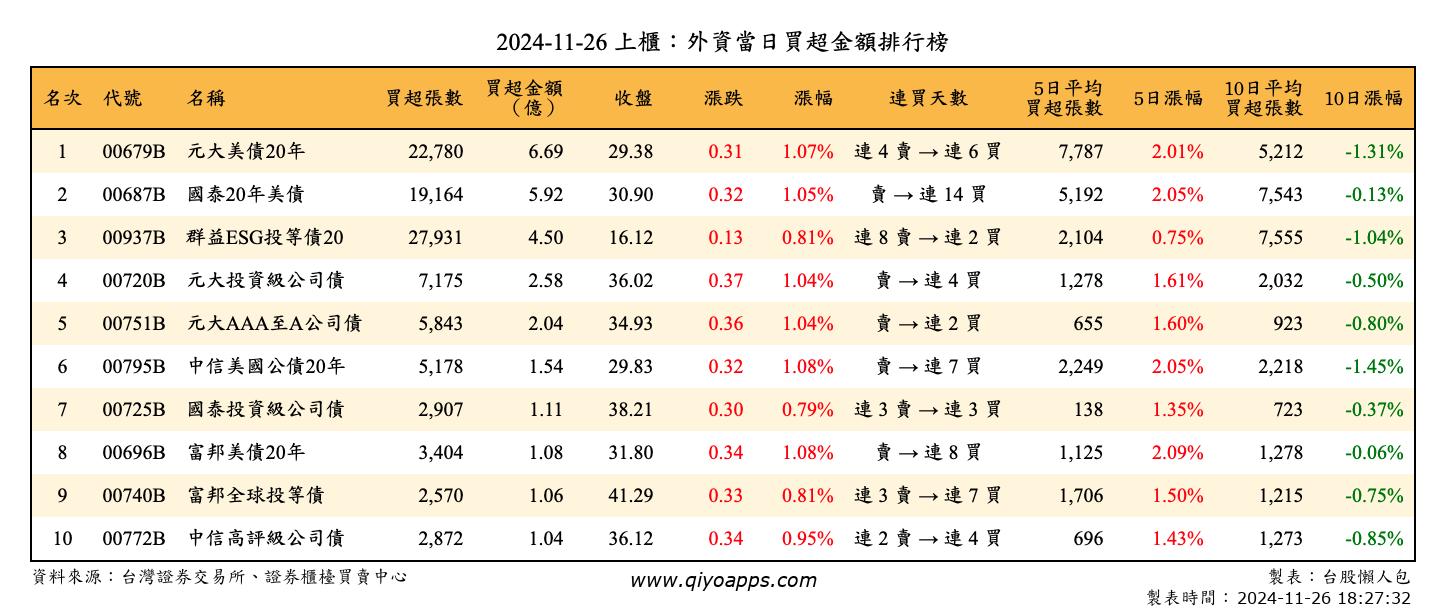 2024-11-26 上櫃：外資當日買超金額排行榜
名次 代號 名稱 買超張數 買超金額（億） 收盤 漲跌 漲幅 連買天數 5日平均買超張數 5日漲幅 10日平均買超張數 10日漲幅
1 00679B 元大美債20年 22,780 6.69 29.38 0.31 1.07% 連 4 賣 → 連 6 買 7,787 2.01% 5,212 -1.31%
2 00687B 國泰20年美債 19,164 5.92 30.90 0.32 1.05% 賣 → 連 14 買 5,192 2.05% 7,543 -0.13%
3 00937B 群益ESG投等債20 27,931 4.50 16.12 0.13 0.81% 連 8 賣 → 連 2 買 2,104 0.75% 7,555 -1.04%
4 00720B 元大投資級公司債 7,175 2.58 36.02 0.37 1.04% 賣 → 連 4 買 1,278 1.61% 2,032 -0.50%
5 00751B 元大AAA至A公司債 5,843 2.04 34.93 0.36 1.04% 賣 → 連 2 買 655 1.60% 923 -0.80%
6 00795B 中信美國公債20年 5,178 1.54 29.83 0.32 1.08% 賣 → 連 7 買 2,249 2.05% 2,218 -1.45%
7 00725B 國泰投資級公司債 2,907 1.11 38.21 0.30 0.79% 連 3 賣 → 連 3 買 138 1.35% 723 -0.37%
8 00696B 富邦美債20年 3,404 1.08 31.80 0.34 1.08% 賣 → 連 8 買 1,125 2.09% 1,278 -0.06%
9 00740B 富邦全球投等債 2,570 1.06 41.29 0.33 0.81% 連 3 賣 → 連 7 買 1,706 1.50% 1,215 -0.75%
10 00772B 中信高評級公司債 2,872 1.04 36.12 0.34 0.95% 連 2 賣 → 連 4 買 696 1.43% 1,273 -0.85%
資料來源：台灣證券交易所、證券櫃檯買賣中心 www.qiyoapps.com 製表：台股懶人包
製表時間：2024-11-26 18:27:32